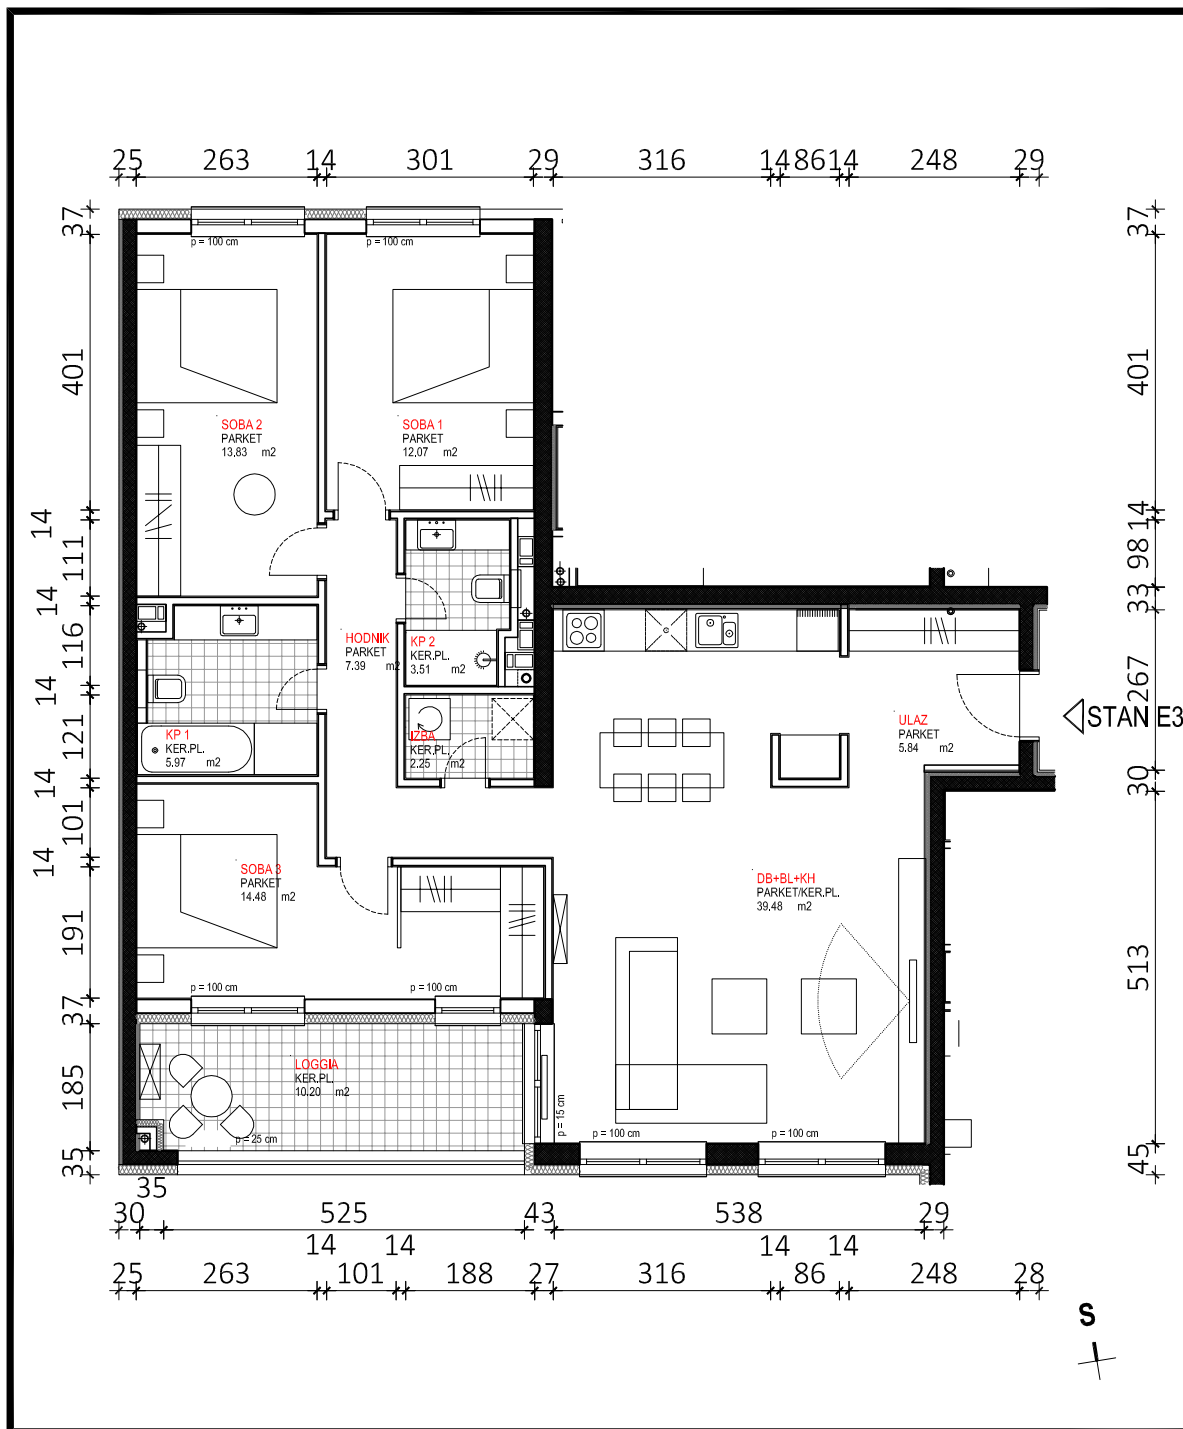 25 263 14 301 29 316 14 86 14 248 29
37
401
14
111
14
116
14
121
14
101
14
191
37
185
35
37
401
14
98
33
267
30
513
45
p = 100 cm
p = 100 cm
SOBA 2
PARKET
13.83 m2
SOBA 1
PARKET
12.07 m2
HODNIK
PARKET
7.39 m2
KP 2
KER.PL.
3.51 m2
KP 1
KER.PL.
5.97 m2
IZBA
KER.PL.
2.25 m2
ULAZ
PARKET
5.84 m2
STAN E3
SOBA 3
PARKET
14.48 m2
DB+BL+KH
PARKET/KER.PL.
39.48 m2
p = 100 cm
p = 100 cm
LOGGIA
KER.PL.
10.20 m2
p = 25 cm
p = 15 cm
p = 100 cm
p = 100 cm
35
30 525 43 538 29
14 14 14 14
25 263 101 188 27 316 86 248 28
S